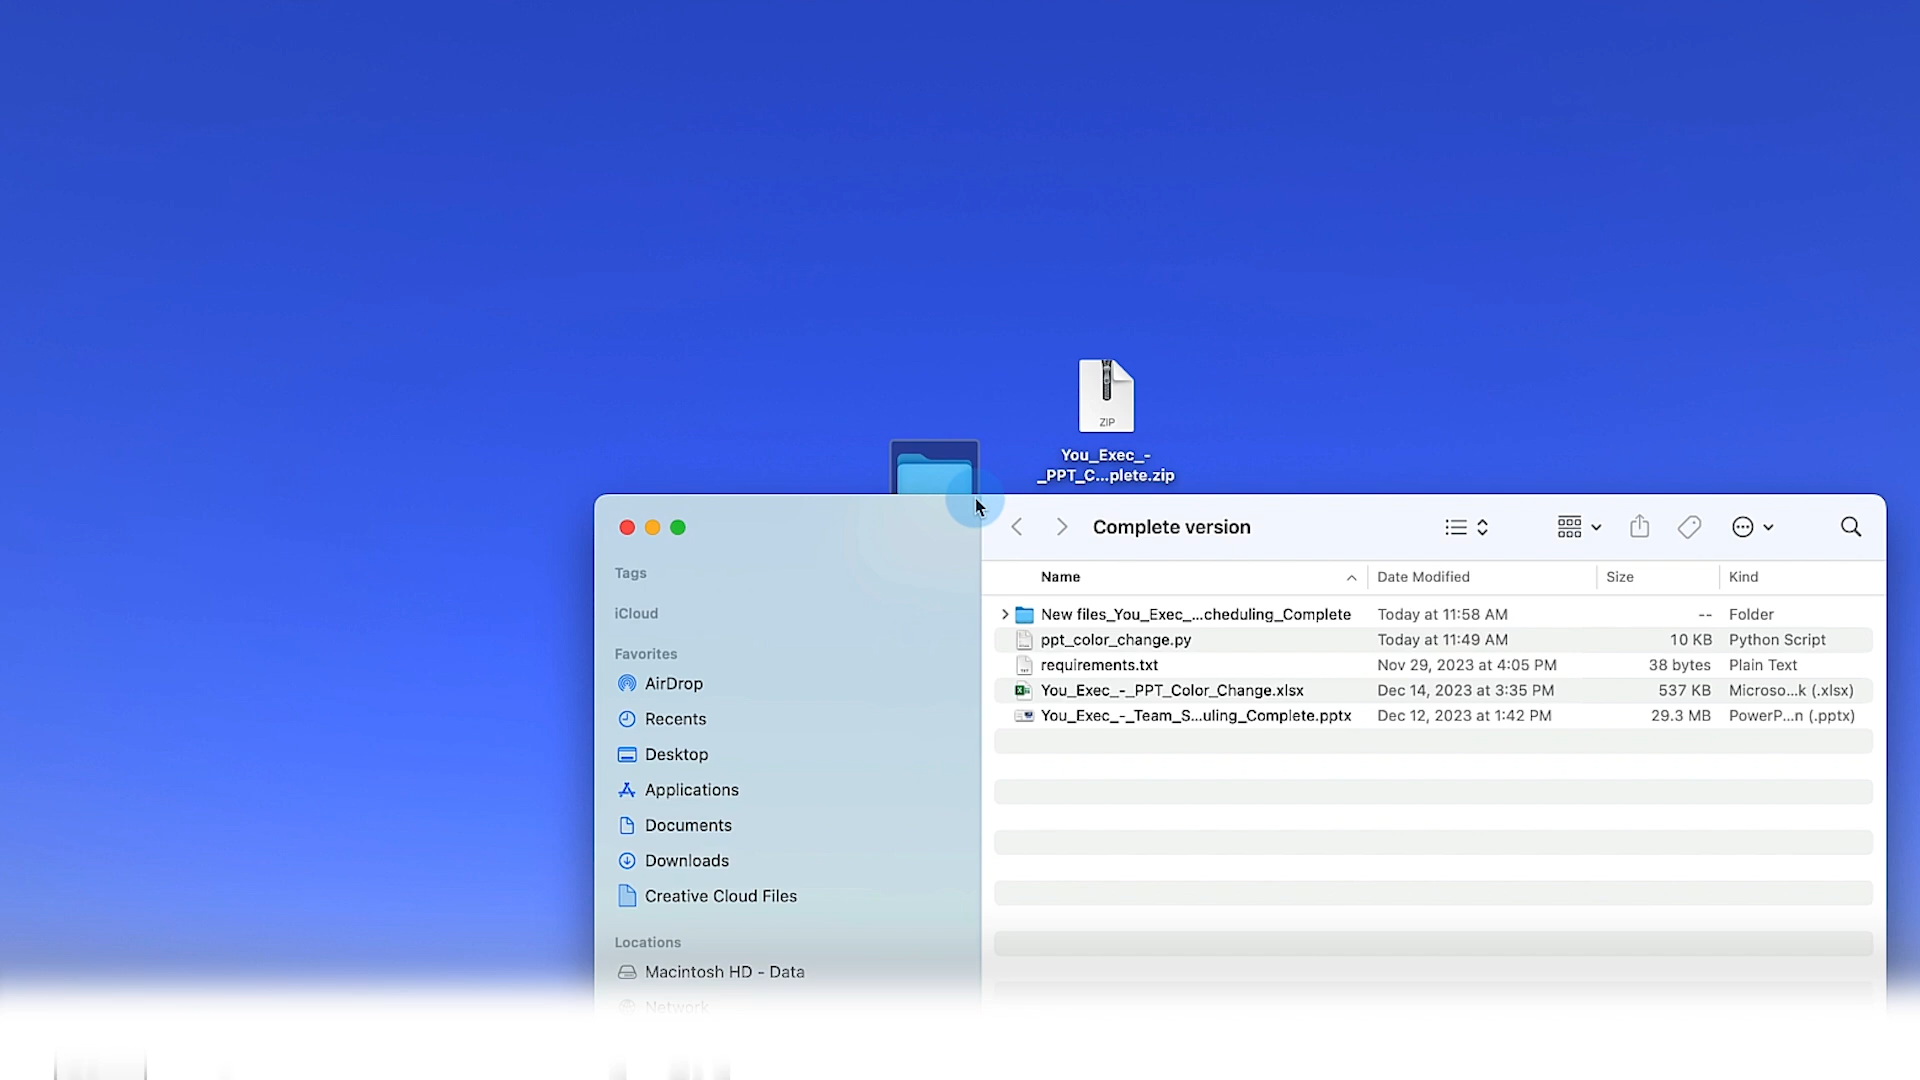 ZIP
You_Exec_-
_PPT_C...plete.zip
Complete version
Tags
iCloud
Favorites
AirDrop
Recents
Desktop
Applications
Documents
Downloads
Creative Cloud Files
Locations
Macintosh HD - Data
Network
Name Date Modified Size Kind
New files_You_Exec_...cheduling_Complete Today at 11:58 AM -- Folder
ppt_color_change.py Today at 11:49 AM 10 KB Python Script
requirements.txt Nov 29, 2023 at 4:05 PM 38 bytes Plain Text
You_Exec_-_PPT_Color_Change.xlsx Dec 14, 2023 at 3:35 PM 537 KB Microso...k (.xlsx)
You_Exec_-_Team_S...uling_Complete.pptx Dec 12, 2023 at 1:42 PM 29.3 MB PowerP...n (.pptx)